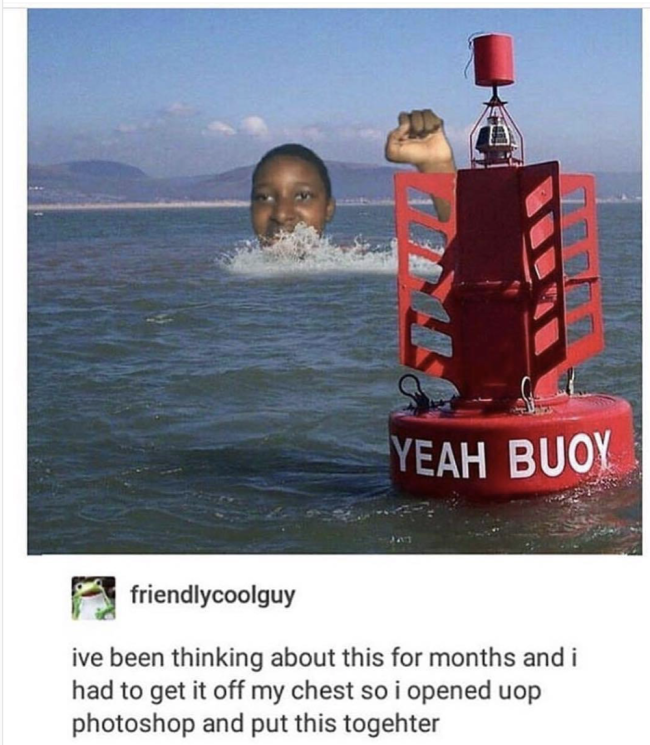 YEAH BUOY
friendlycoolguy
ive been thinking about this for months and i
had to get it off my chest so i opened uop
photoshop and put this togehter